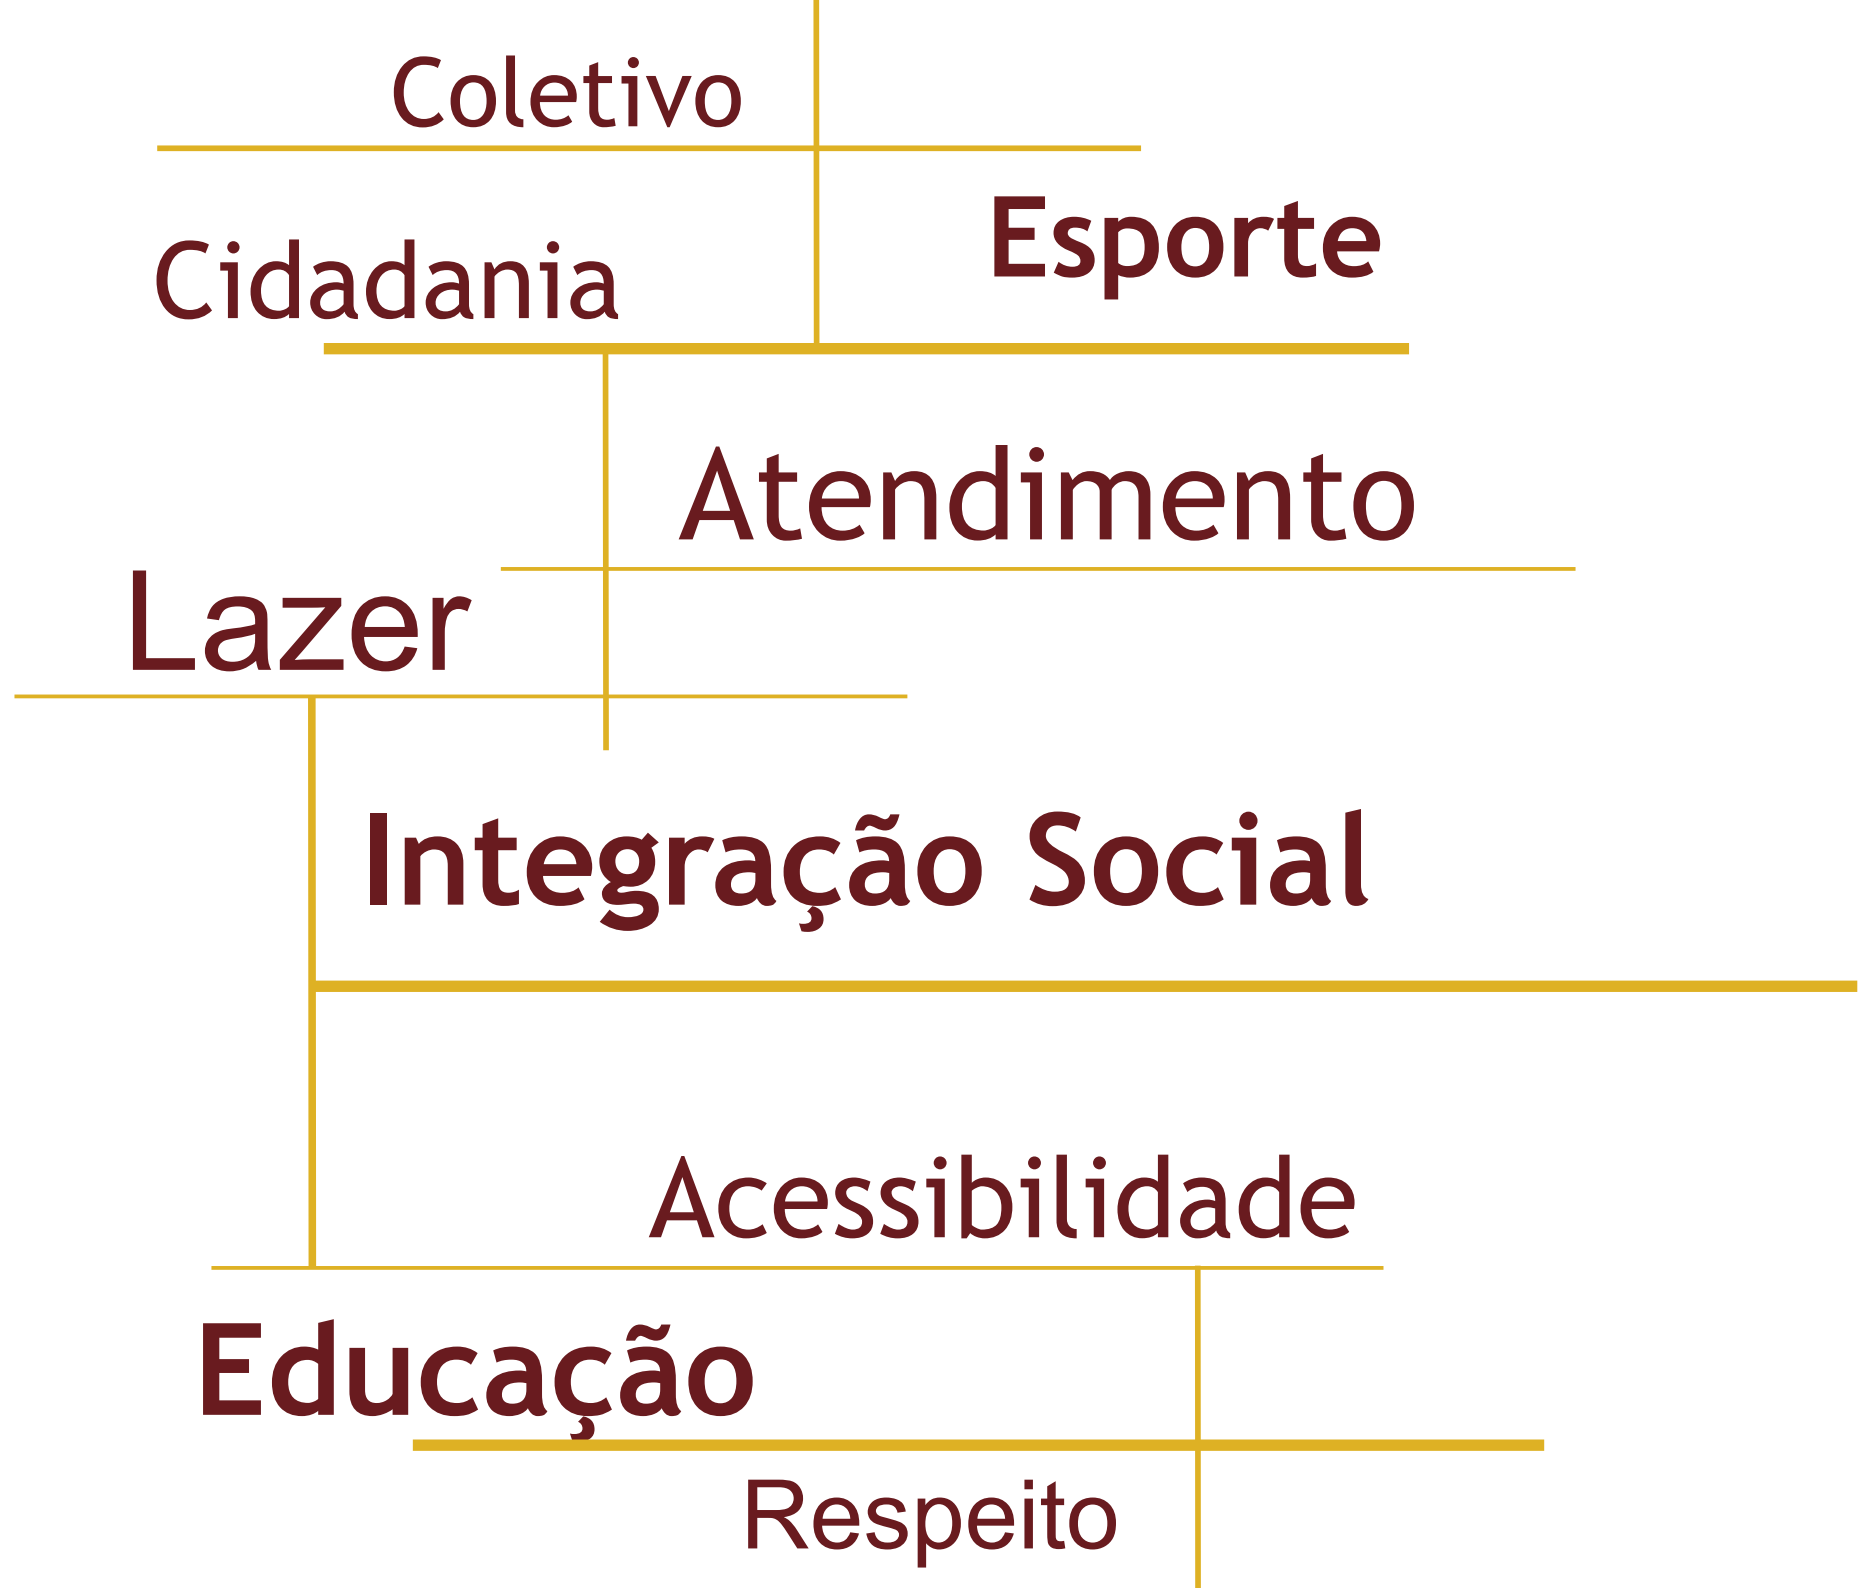 Coletivo
Esporte
Cidadania
Atendimento
Lazer
Integração Social
Acessibilidade
Educação
Respeito